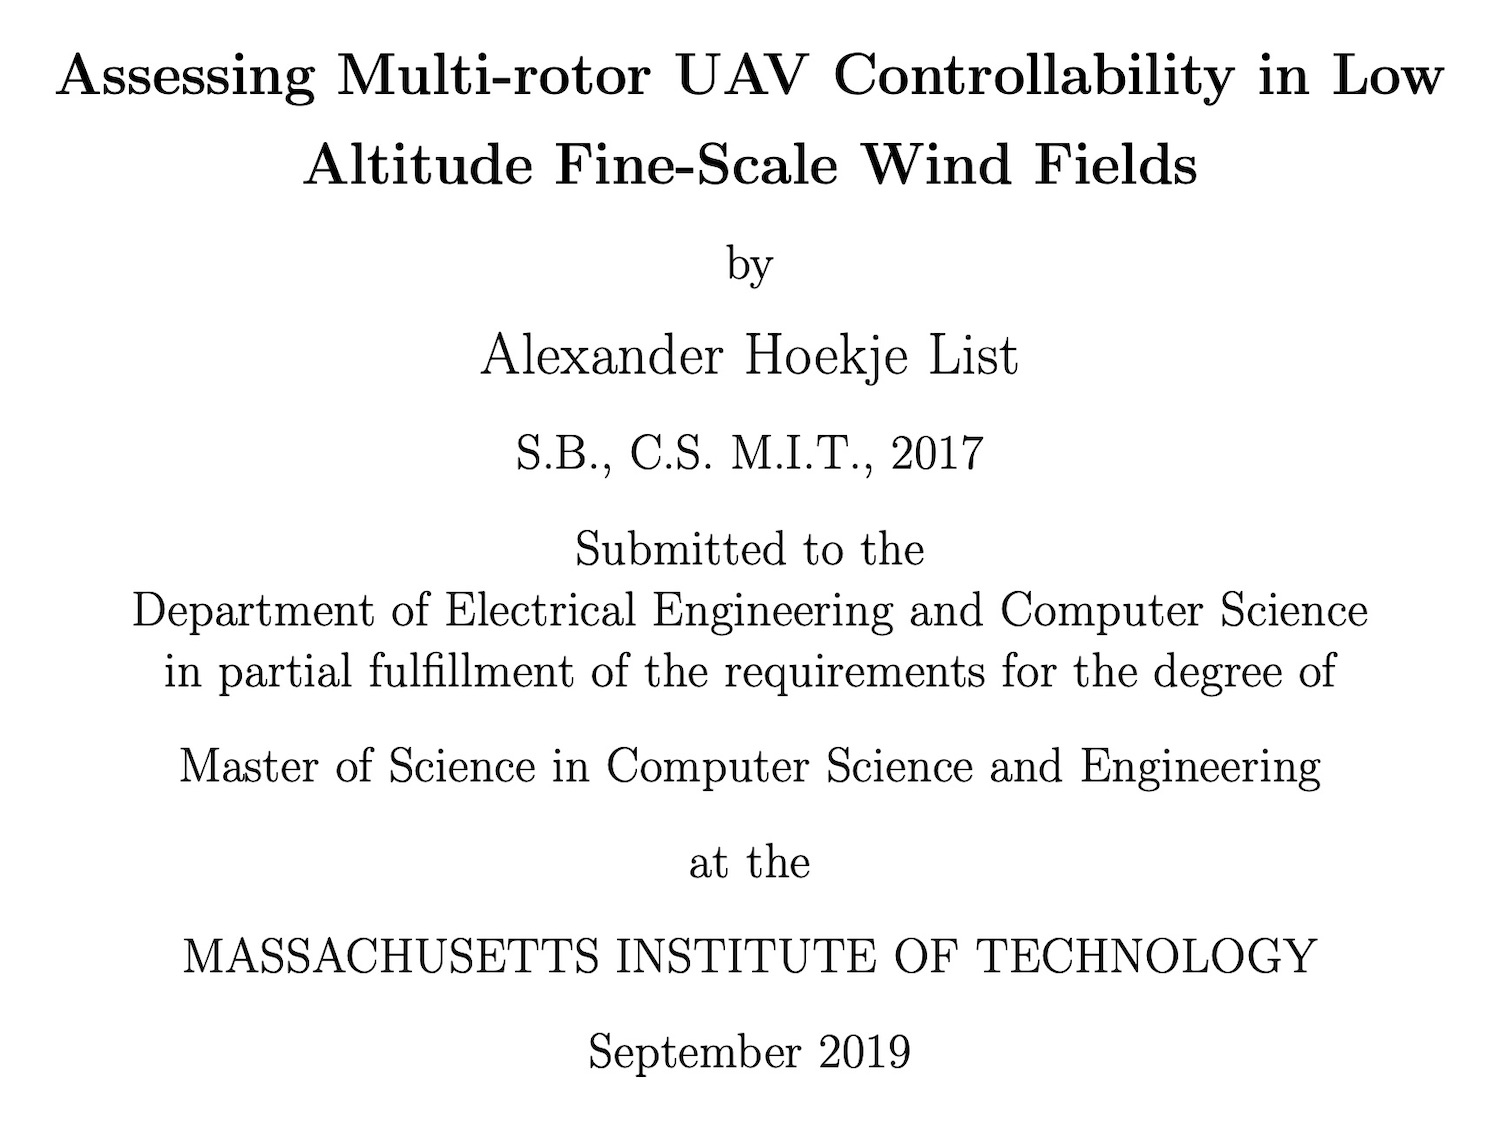 Assessing Multi-rotor UAV Controllability in Low
Altitude Fine-Scale Wind Fields
by
Alexander Hoekje List
S.B., C.S. M.I.T., 2017
Submitted to the
Department of Electrical Engineering and Computer Science
in partial fulfillment of the requirements for the degree of
Master of Science in Computer Science and Engineering
at the
MASSACHUSETTS INSTITUTE OF TECHNOLOGY
September 2019